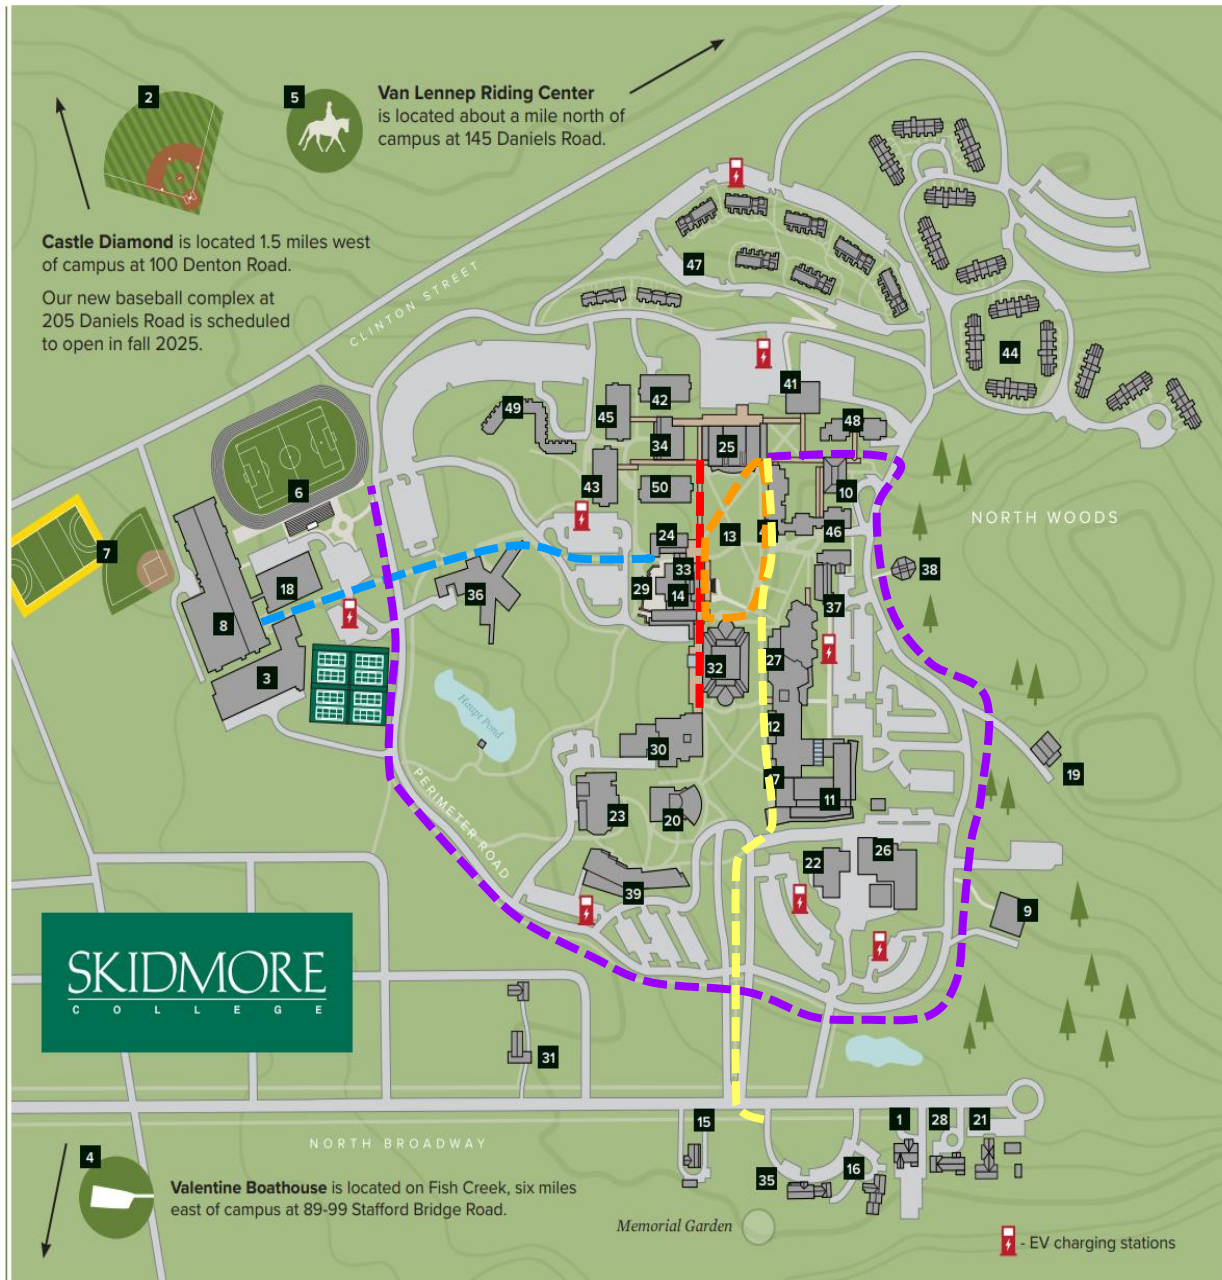 2
5
Van Lennep Riding Center
is located about a mile north of
campus at 145 Daniels Road.
Castle Diamond is located 1.5 miles west
of campus at 100 Denton Road.
Our new baseball complex at
205 Daniels Road is scheduled
to open in fall 2025.
CLINTON STREET
47
44
41
42
49
45
48
34
25
6
43
50
10
NORTH WOODS
7
24
13
46
33
38
18
29
14
36
37
8
32
27
3
Haupt Pond
12
30
19
17
11
PERIMETER ROAD
23
20
26
22
39
9
SKIDMORE
COLLEGE
31
15
1
28
21
NORTH BROADWAY
4
16
35
Valentine Boathouse is located on Fish Creek, six miles
east of campus at 89-99 Stafford Bridge Road.
Memorial Garden
- EV charging stations